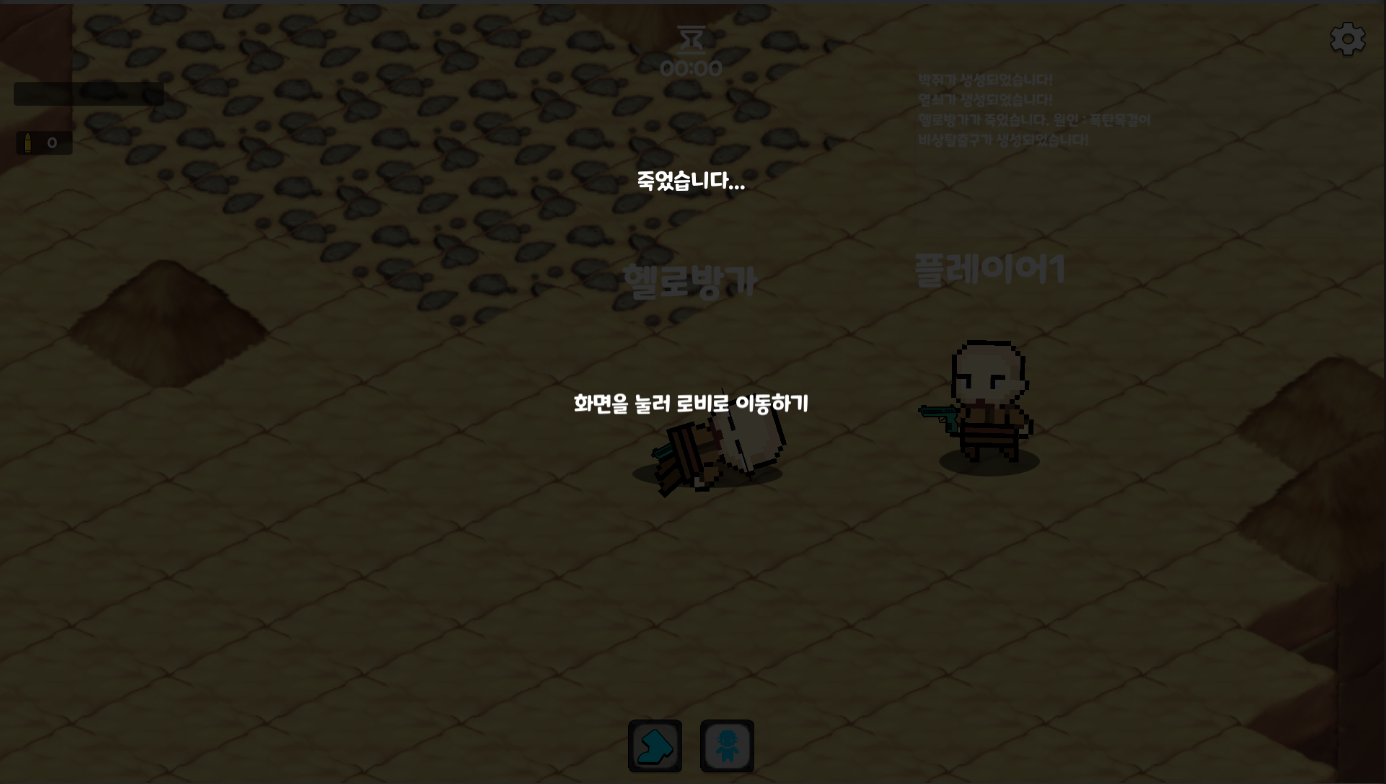 00:00
박쥐가 생성되었습니다!
열쇠가 생성되었습니다!
헬로방가가 죽었습니다. 원인 : 폭탄목걸이
비상탈출구가 생성되었습니다!
0
죽었습니다...
헬로방가
플레이어1
화면을 눌러 로비로 이동하기